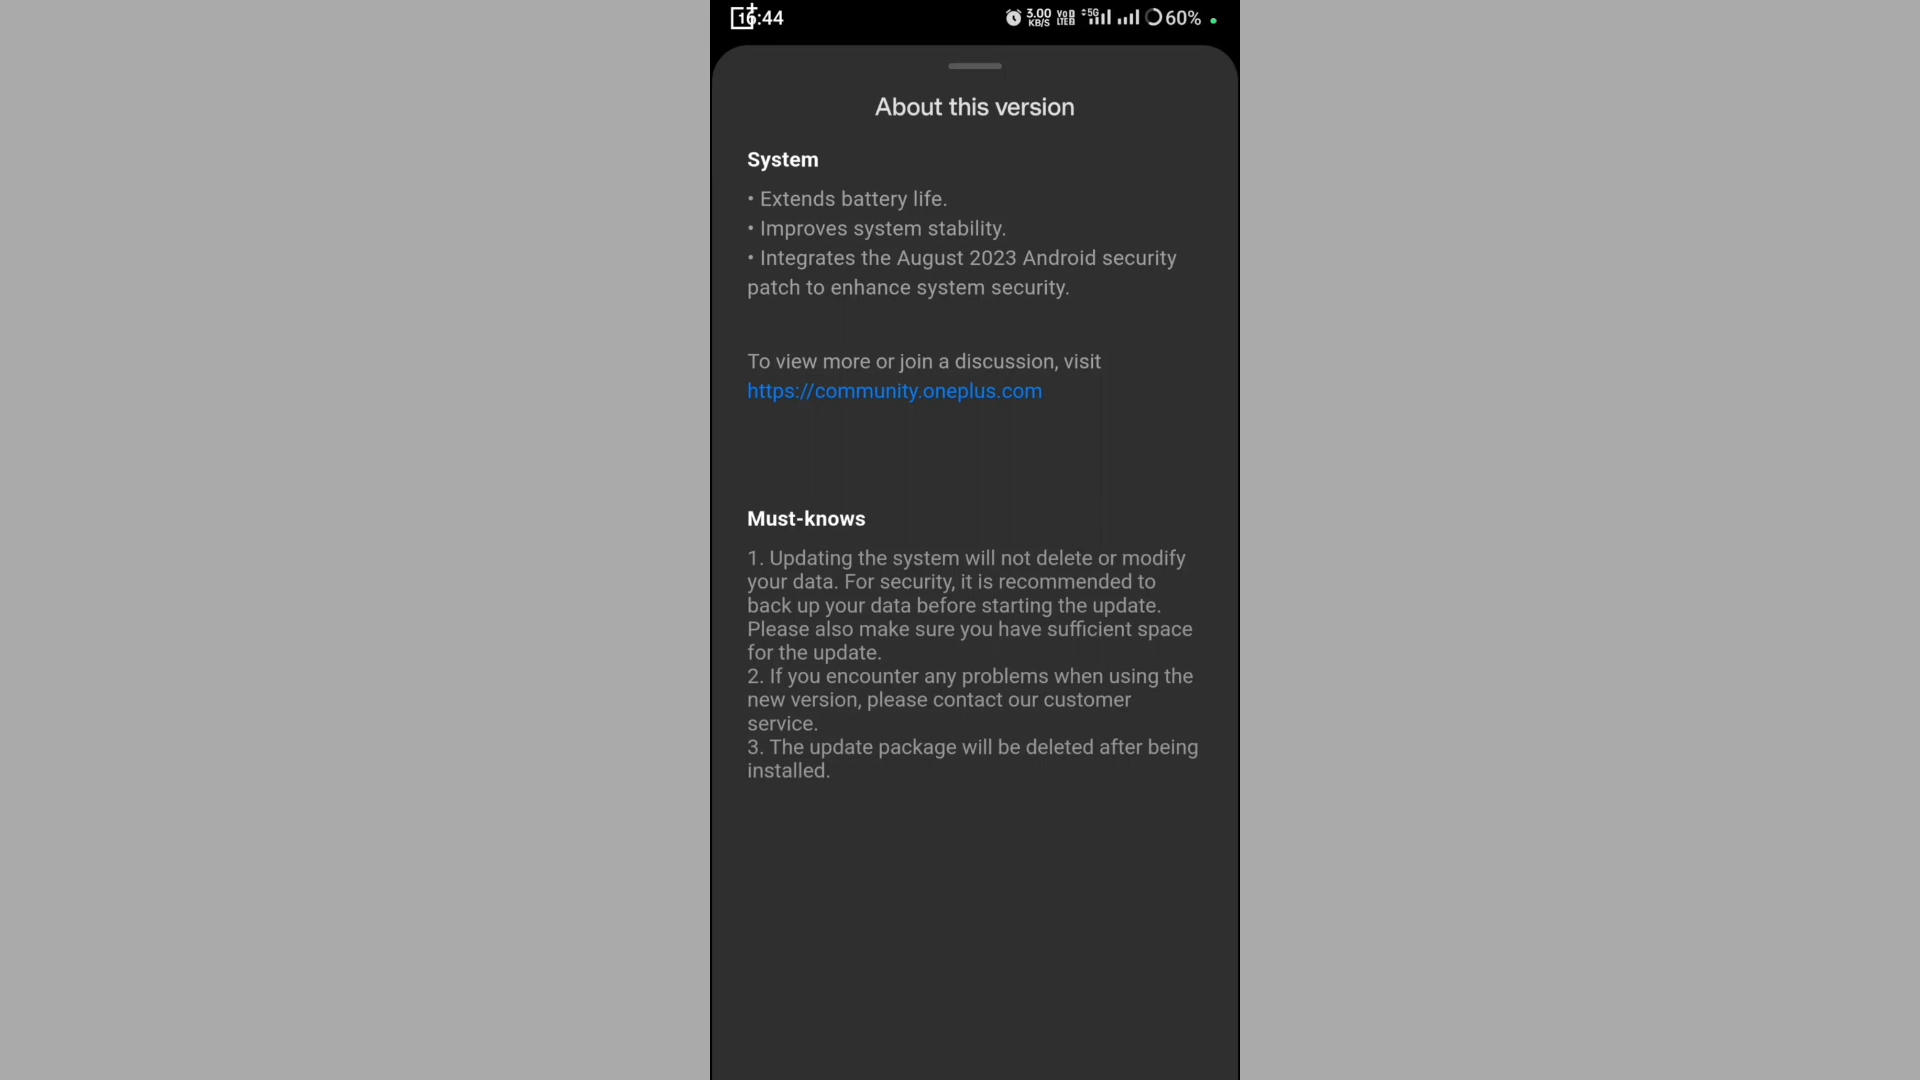 16:44 3.00 KB/S Vo LTE 5G 60%
About this version
System
• Extends battery life.
• Improves system stability.
• Integrates the August 2023 Android security
patch to enhance system security.
To view more or join a discussion, visit
https://community.oneplus.com
Must-knows
1. Updating the system will not delete or modify
your data. For security, it is recommended to
back up your data before starting the update.
Please also make sure you have sufficient space
for the update.
2. If you encounter any problems when using the
new version, please contact our customer
service.
3. The update package will be deleted after being
installed.